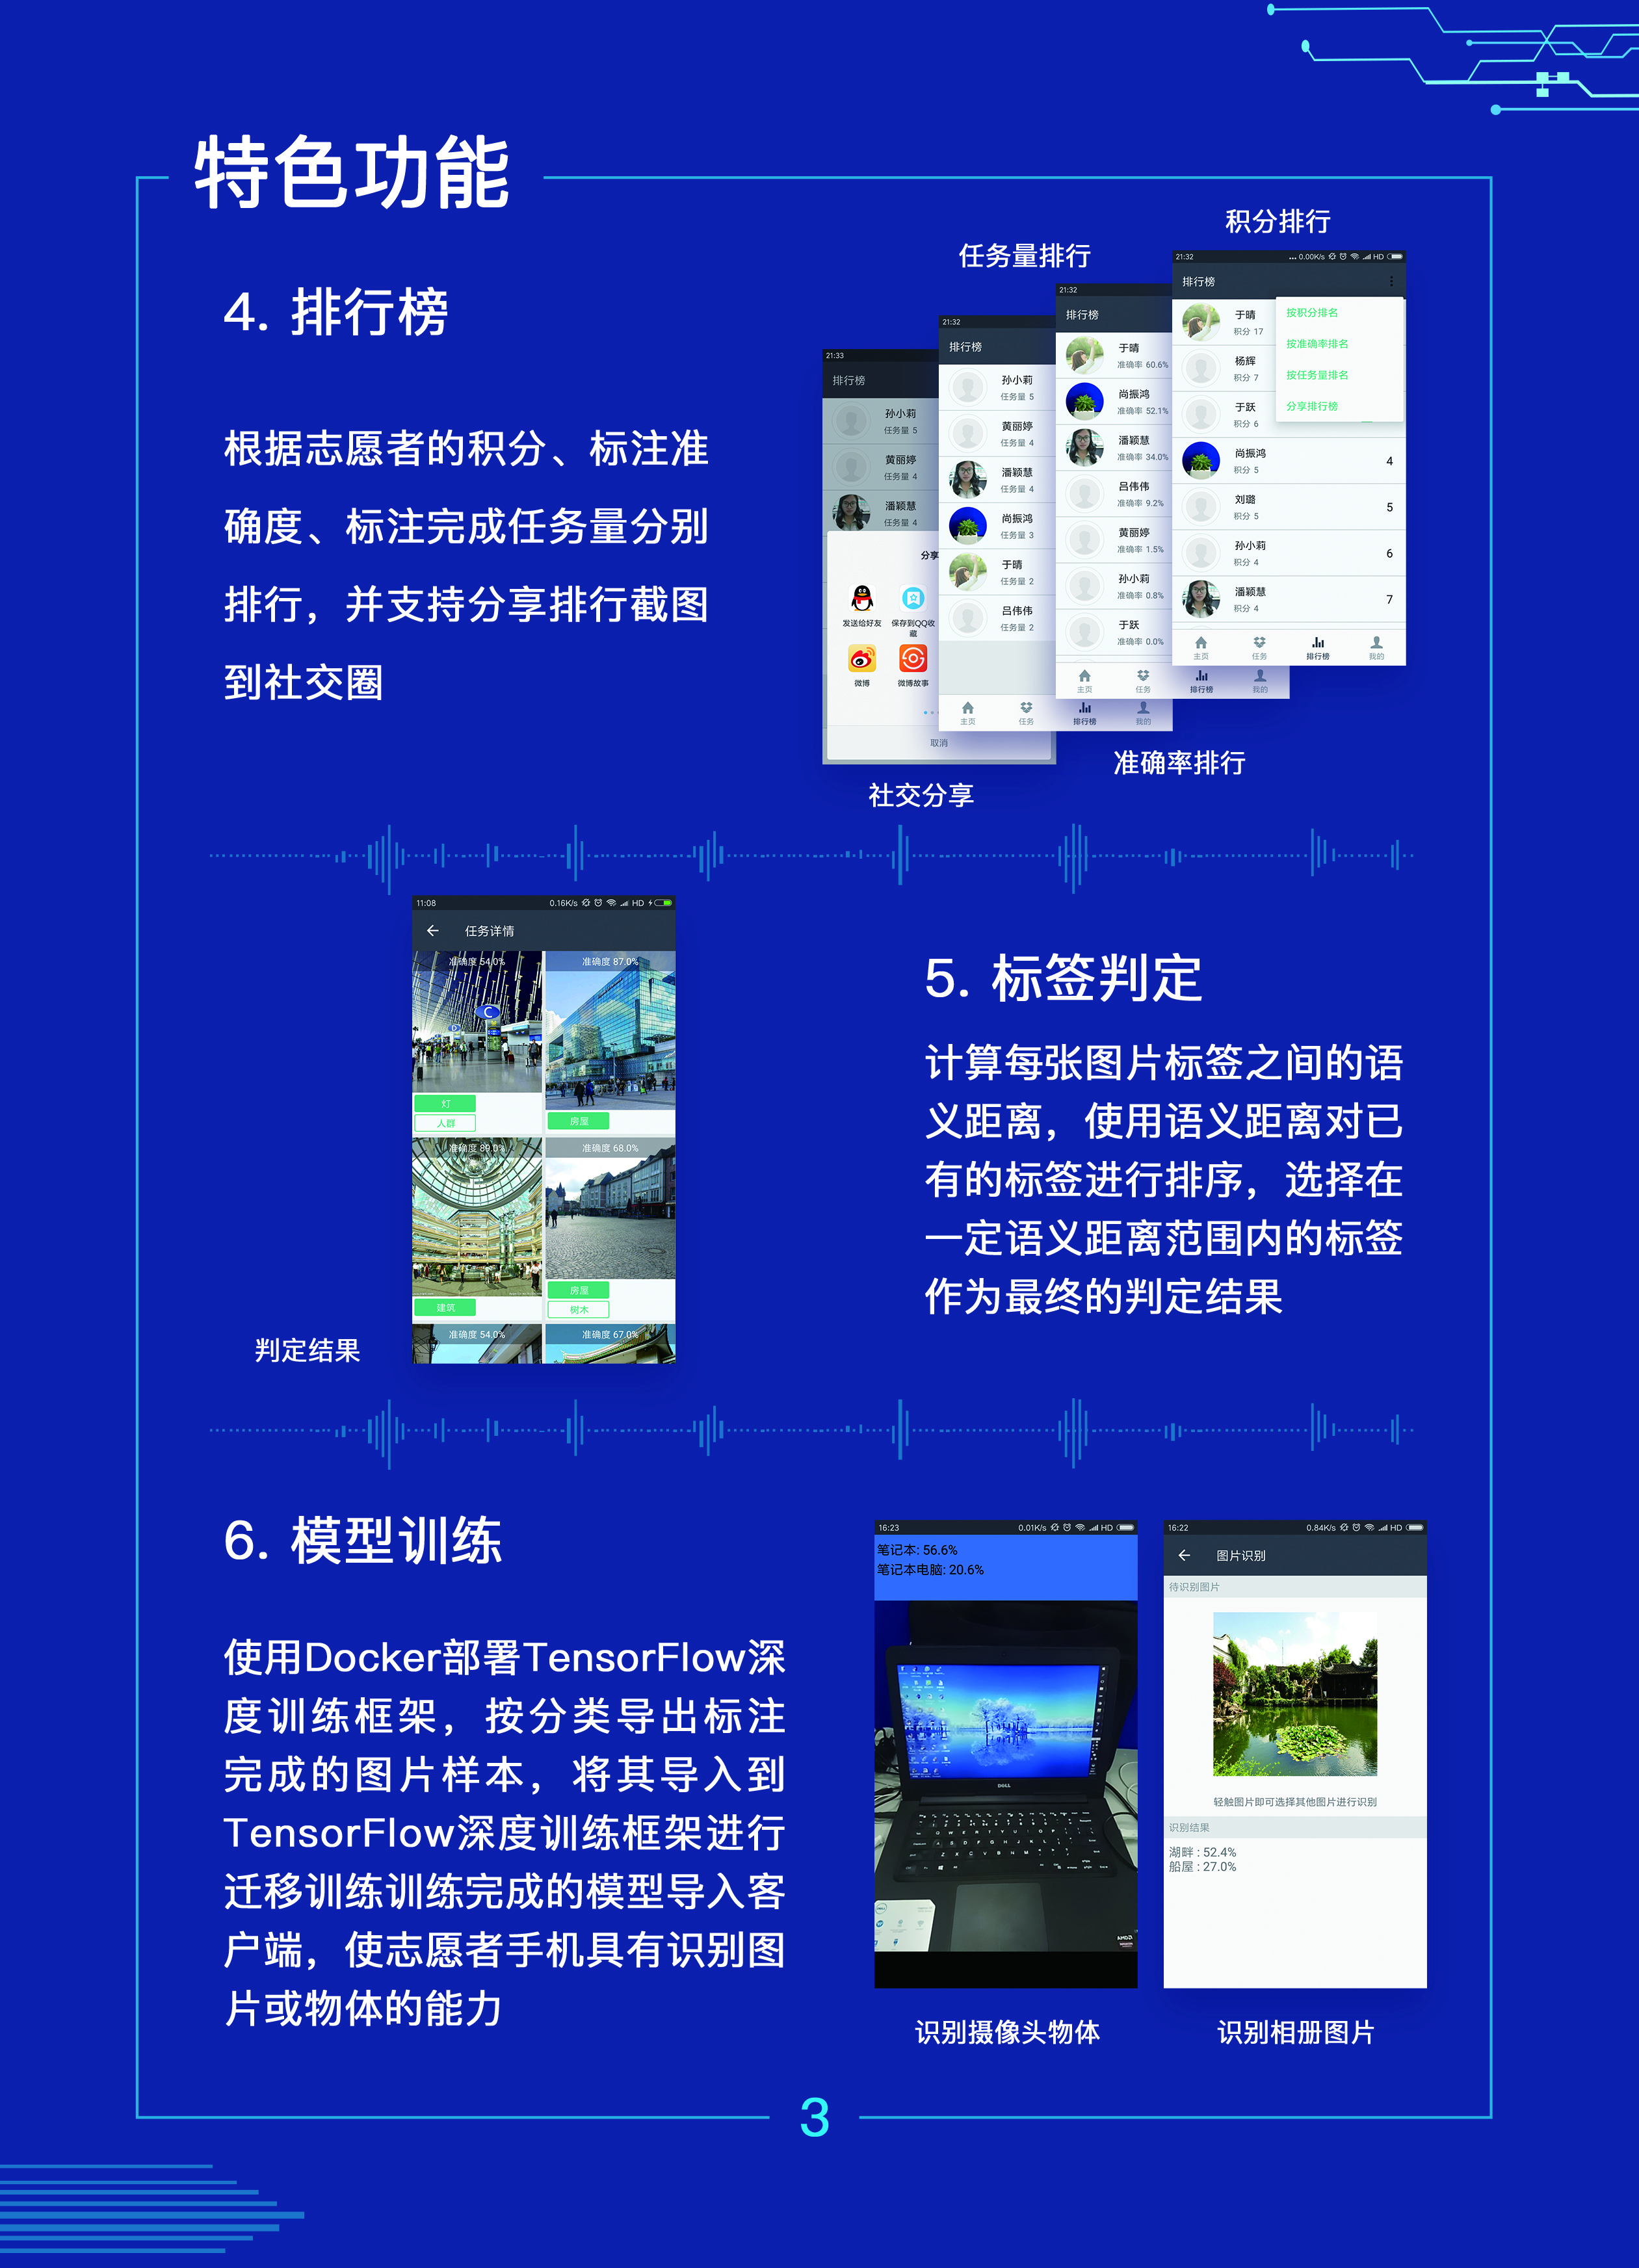 特色功能
4. 排行榜
根据志愿者的积分、标注准
确度、标注完成任务量分别
排行，并支持分享排行截图
到社交圈
积分排行
任务量排行
21:33
排行榜
孙小莉
任务量 5
黄丽婷
任务量 4
潘颖慧
任务量 4
分享
发送给好友
保存到QQ收
藏
微博
微博故事
取消
21:32
排行榜
孙小莉
任务量 5
黄丽婷
任务量 4
潘颖慧
任务量 4
尚振鸿
任务量 3
于晴
任务量 2
吕伟伟
任务量 2
主页 任务 排行榜 我的
21:32
排行榜
于晴
准确率 60.6%
尚振鸿
准确率 52.1%
潘颖慧
准确率 34.0%
吕伟伟
准确率 9.2%
黄丽婷
准确率 1.5%
孙小莉
准确率 0.8%
于跃
准确率 0.0%
主页 任务 排行榜 我的
21:32 ... 0.00K/s HD
排行榜
按积分排名
按准确率排名
按任务量排名
分享排行榜
于晴
积分 17
杨辉
积分 7
于跃
积分 6
尚振鸿 4
积分 5
刘璐 5
积分 5
孙小莉 6
积分 4
潘颖慧 7
积分 4
主页 任务 排行榜 我的
准确率排行
社交分享
11:08 0.16K/s HD
任务详情
准确度 54.0%
准确度 87.0%
灯
人群
房屋
准确度 89.0%
准确度 68.0%
建筑
房屋
树木
准确度 54.0%
准确度 67.0%
判定结果
5. 标签判定
计算每张图片标签之间的语
义距离，使用语义距离对已
有的标签进行排序，选择在
一定语义距离范围内的标签
作为最终的判定结果
6. 模型训练
使用Docker部署TensorFlow深
度训练框架，按分类导出标注
完成的图片样本，将其导入到
TensorFlow深度训练框架进行
迁移训练训练完成的模型导入客
户端，使志愿者手机具有识别图
片或物体的能力
16:23 0.01K/s HD
笔记本: 56.6%
笔记本电脑: 20.6%
DELL
识别摄像头物体
16:22 0.84K/s HD
图片识别
待识别图片
轻触图片即可选择其他图片进行识别
识别结果
湖畔 : 52.4%
船屋 : 27.0%
识别相册图片
3